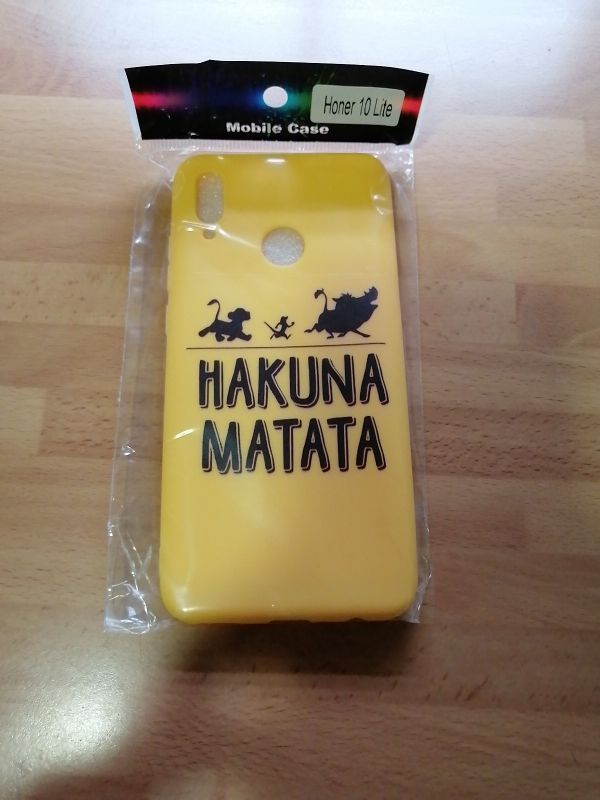 Honer 10 Lite
Mobile Case
HAKUNA
MATATA